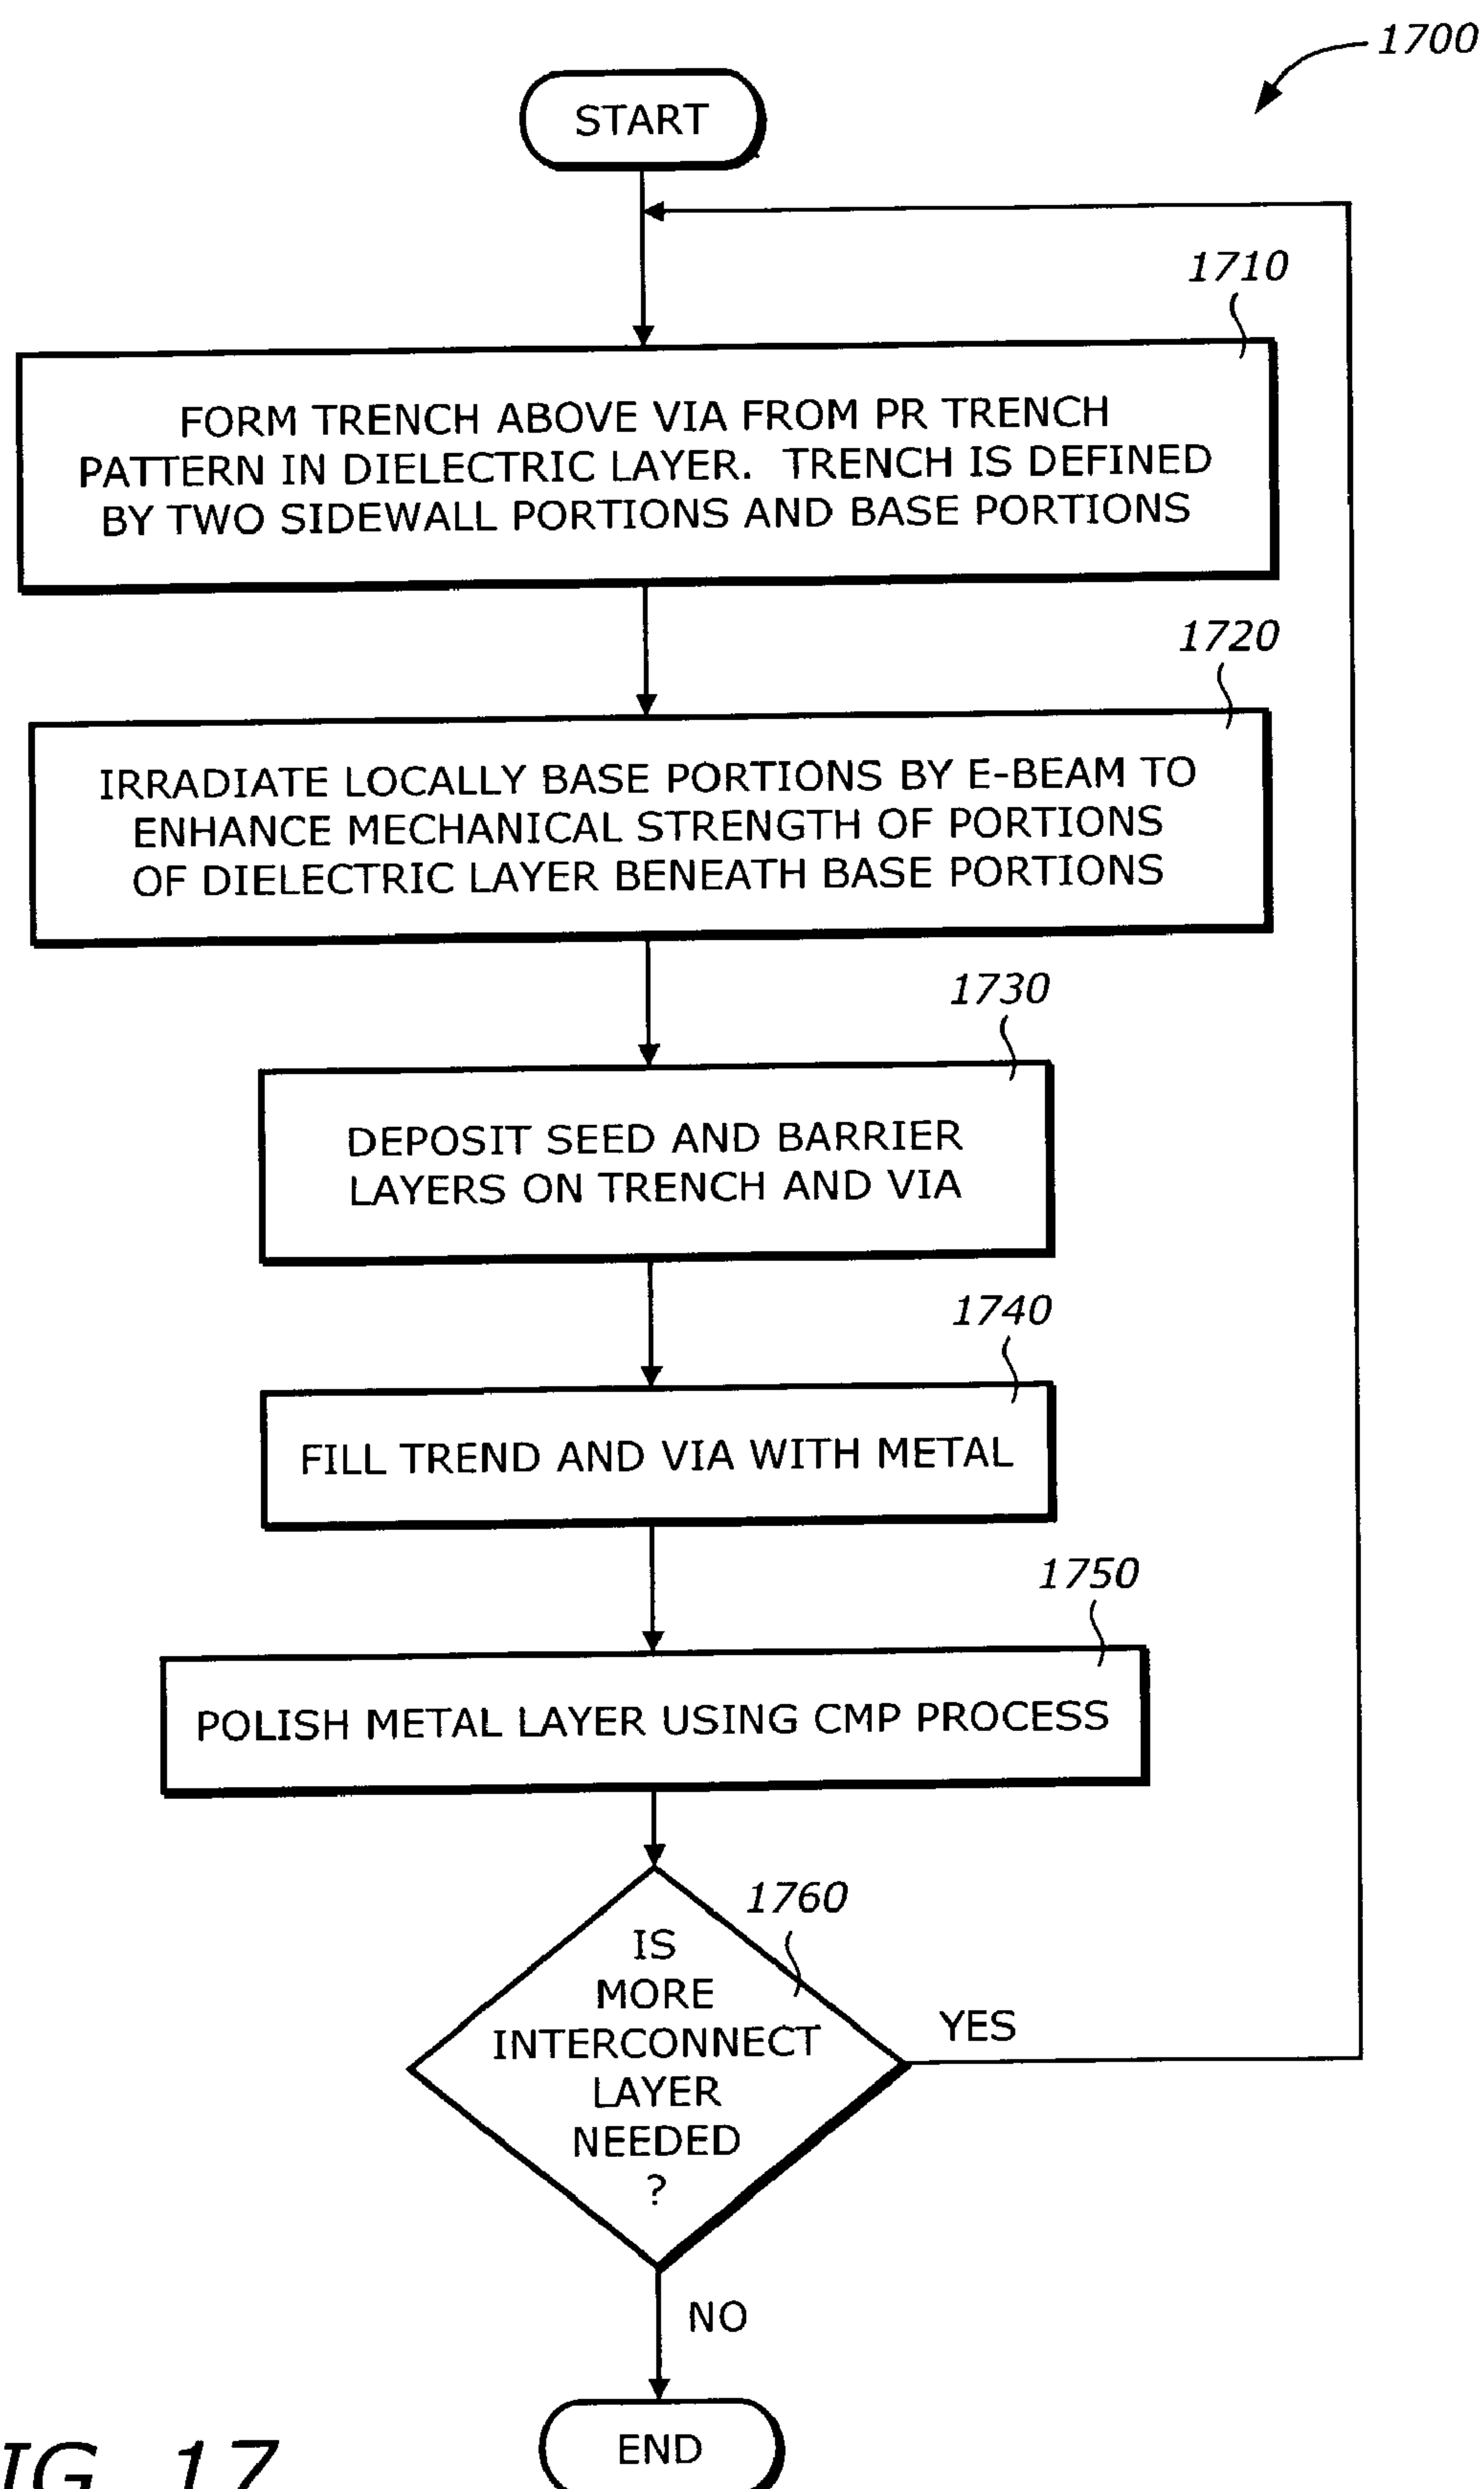 1700
START
1710
FORM TRENCH ABOVE VIA FROM PR TRENCH
PATTERN IN DIELECTRIC LAYER. TRENCH IS DEFINED
BY TWO SIDEWALL PORTIONS AND BASE PORTIONS
1720
IRRADIATE LOCALLY BASE PORTIONS BY E-BEAM TO
ENHANCE MECHANICAL STRENGTH OF PORTIONS
OF DIELECTRIC LAYER BENEATH BASE PORTIONS
1730
DEPOSIT SEED AND BARRIER
LAYERS ON TRENCH AND VIA
1740
FILL TREND AND VIA WITH METAL
1750
POLISH METAL LAYER USING CMP PROCESS
1760
IS
MORE
INTERCONNECT
LAYER
NEEDED
?
YES
NO
END
IG. 17